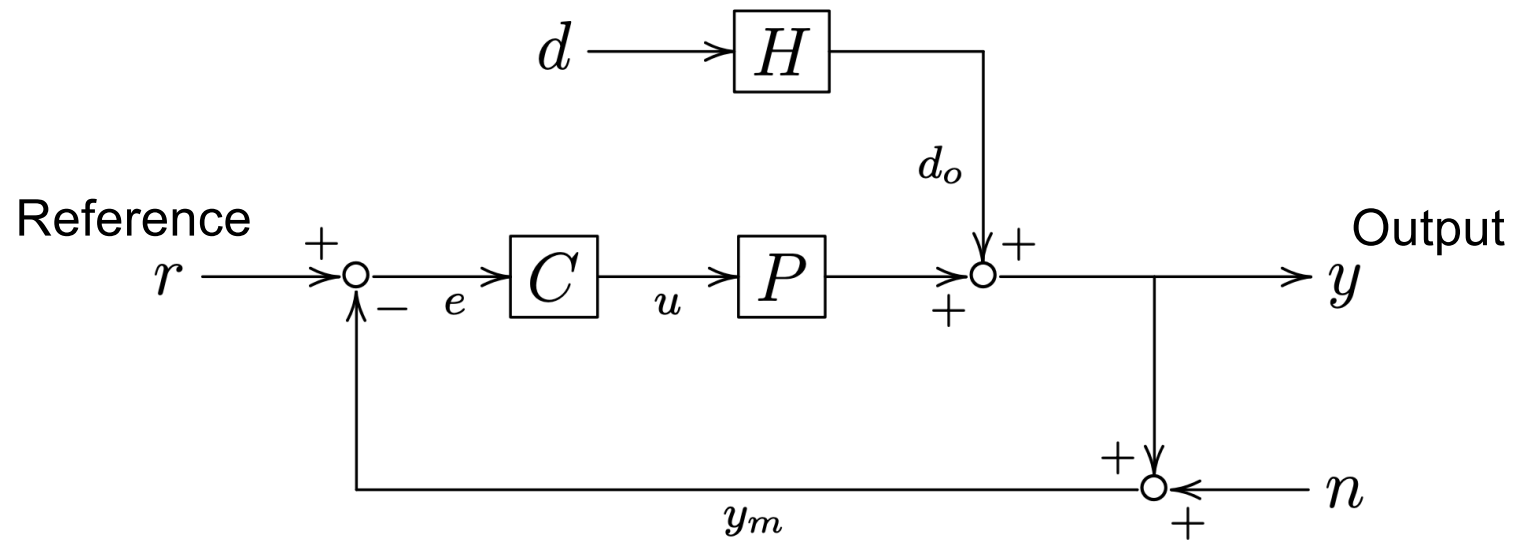 d
H
d_o
Reference
Output
+
+
r
C
P
y
−
e
u
+
+
n
y_m
+